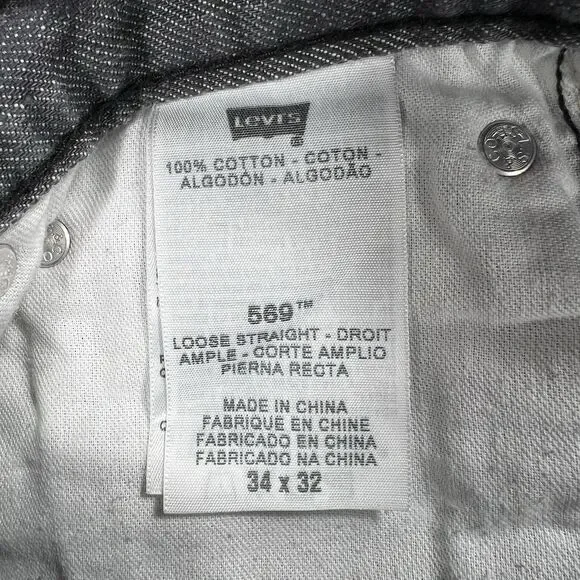 LEVI'S
®
100% COTTON - COTON -
ALGODÓN - ALGODÃO
569™
LOOSE STRAIGHT - DROIT
AMPLE - CORTE AMPLIO
PIERNA RECTA
MADE IN CHINA
FABRIQUE EN CHINE
FABRICADO EN CHINA
FABRICADO NA CHINA
34 x 32